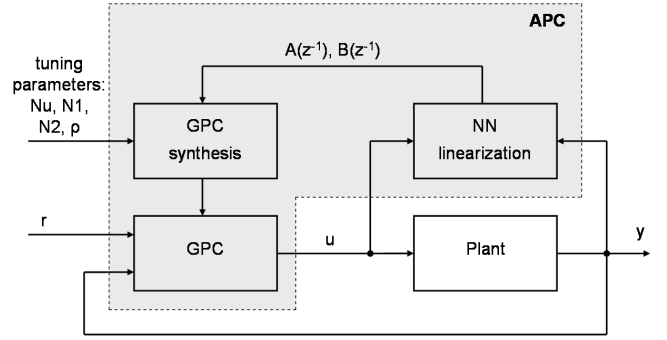 APC
A(z⁻¹), B(z⁻¹)
tuning
parameters:
Nu, N1,
N2, ρ
GPC
synthesis
NN
linearization
r
GPC
u
Plant
y